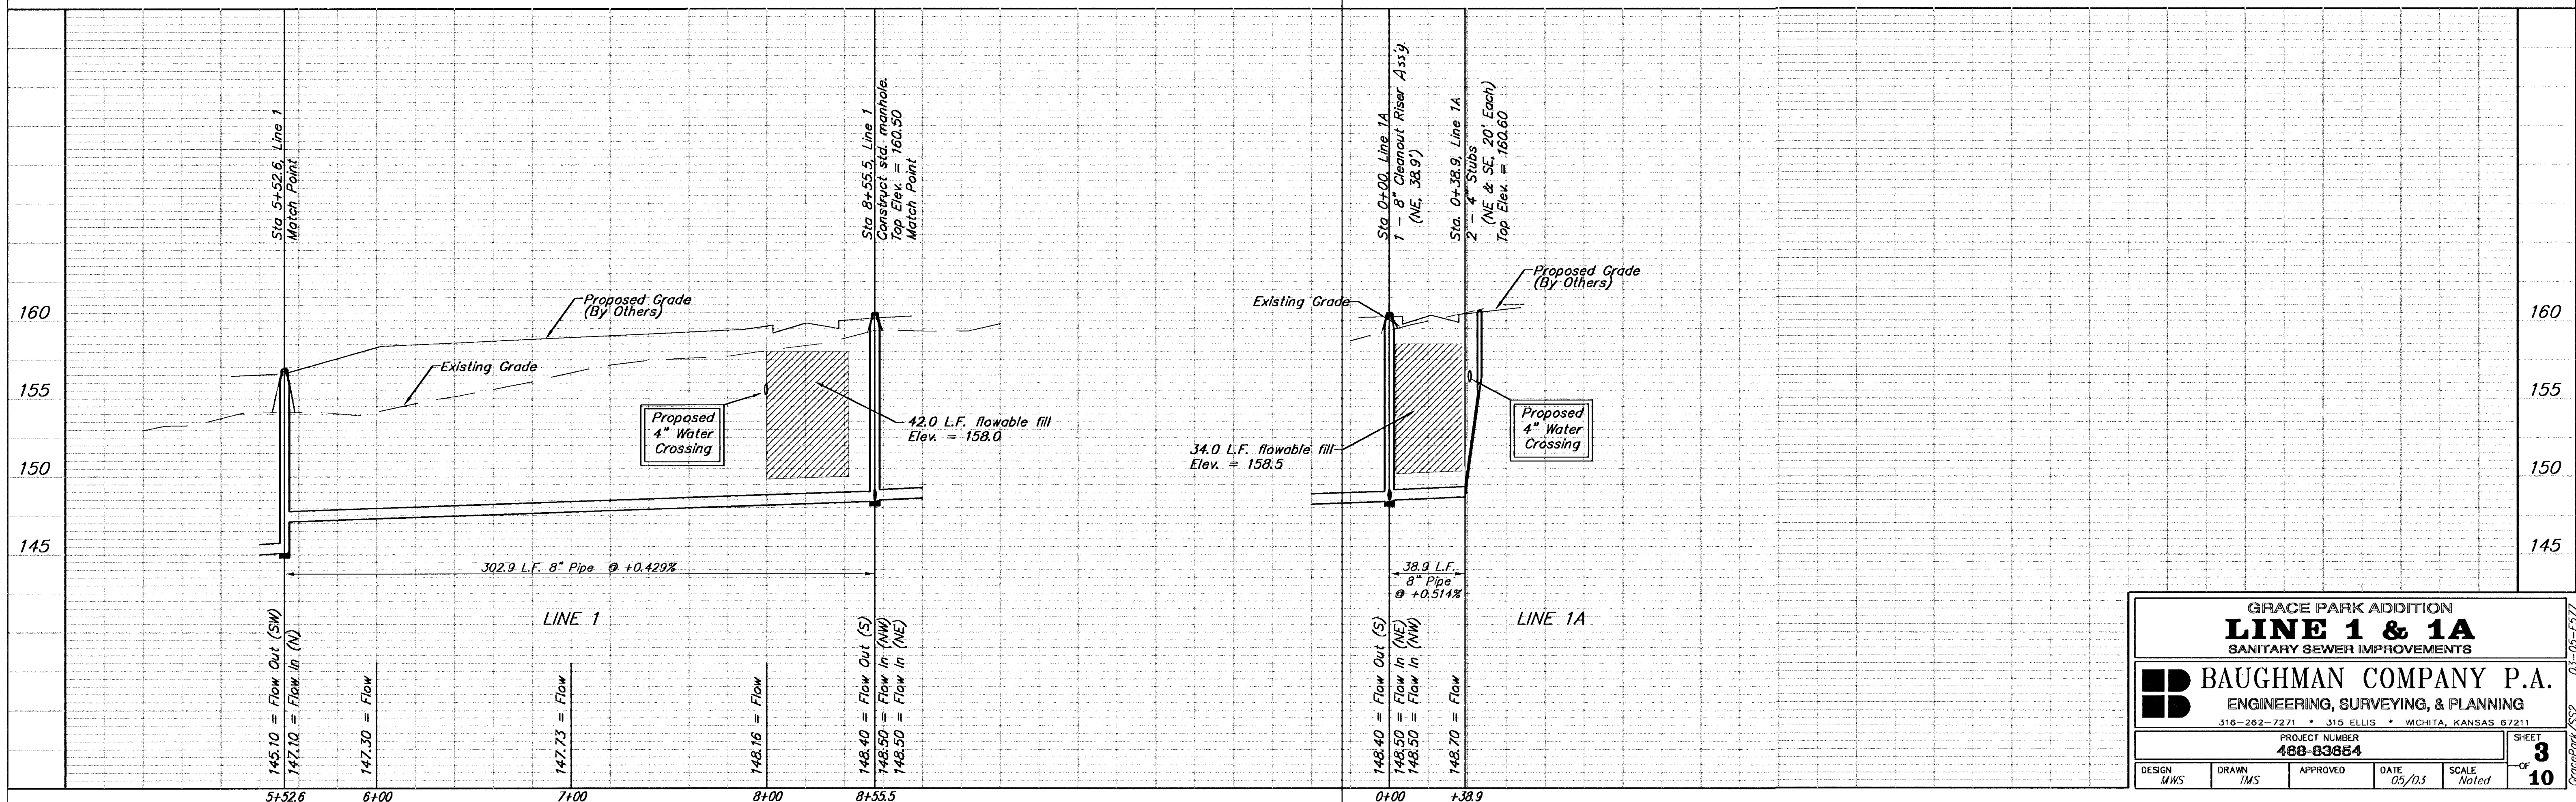 Sta 5+52.6, Line 1
Match Point
Sta 8+55.5, Line 1
Construct std. manhole.
Top Elev. = 160.50
Match Point
Sta 0+00, Line 1A
1 - 8" Cleanout Riser Ass'y.
(NE, 38.9')
Sta. 0+38.9, Line 1A
2 - 4" Stubs
(NE & SE, 20' Each)
Top Elev. = 160.60
160
155
150
145
Proposed Grade
(By Others)
Existing Grade
Proposed
4" Water
Crossing
42.0 L.F. flowable fill
Elev. = 158.0
302.9 L.F. 8" Pipe @ +0.429%
LINE 1
Existing Grade
Proposed Grade
(By Others)
34.0 L.F. flowable fill
Elev. = 158.5
Proposed
4" Water
Crossing
38.9 L.F.
8" Pipe
@ +0.514%
LINE 1A
160
155
150
145
145.10 = Flow Out (SW)
147.10 = Flow In (N)
147.30 = Flow
147.73 = Flow
148.16 = Flow
148.40 = Flow Out (S)
148.50 = Flow In (NW)
148.50 = Flow In (NE)
148.40 = Flow Out (S)
148.50 = Flow In (NE)
148.50 = Flow In (NW)
148.70 = Flow
5+52.6
6+00
7+00
8+00
8+55.5
0+00
+38.9
GRACE PARK ADDITION
LINE 1 & 1A
SANITARY SEWER IMPROVEMENTS
BAUGHMAN COMPANY P.A.
ENGINEERING, SURVEYING, & PLANNING
316-262-7271 * 315 ELLIS * WICHITA, KANSAS 67211
PROJECT NUMBER
468-83654
SHEET
3
OF
10
DESIGN
MWS
DRAWN
TMS
APPROVED
DATE
05/03
SCALE
Noted
GracePark/SS2
03-05-E577